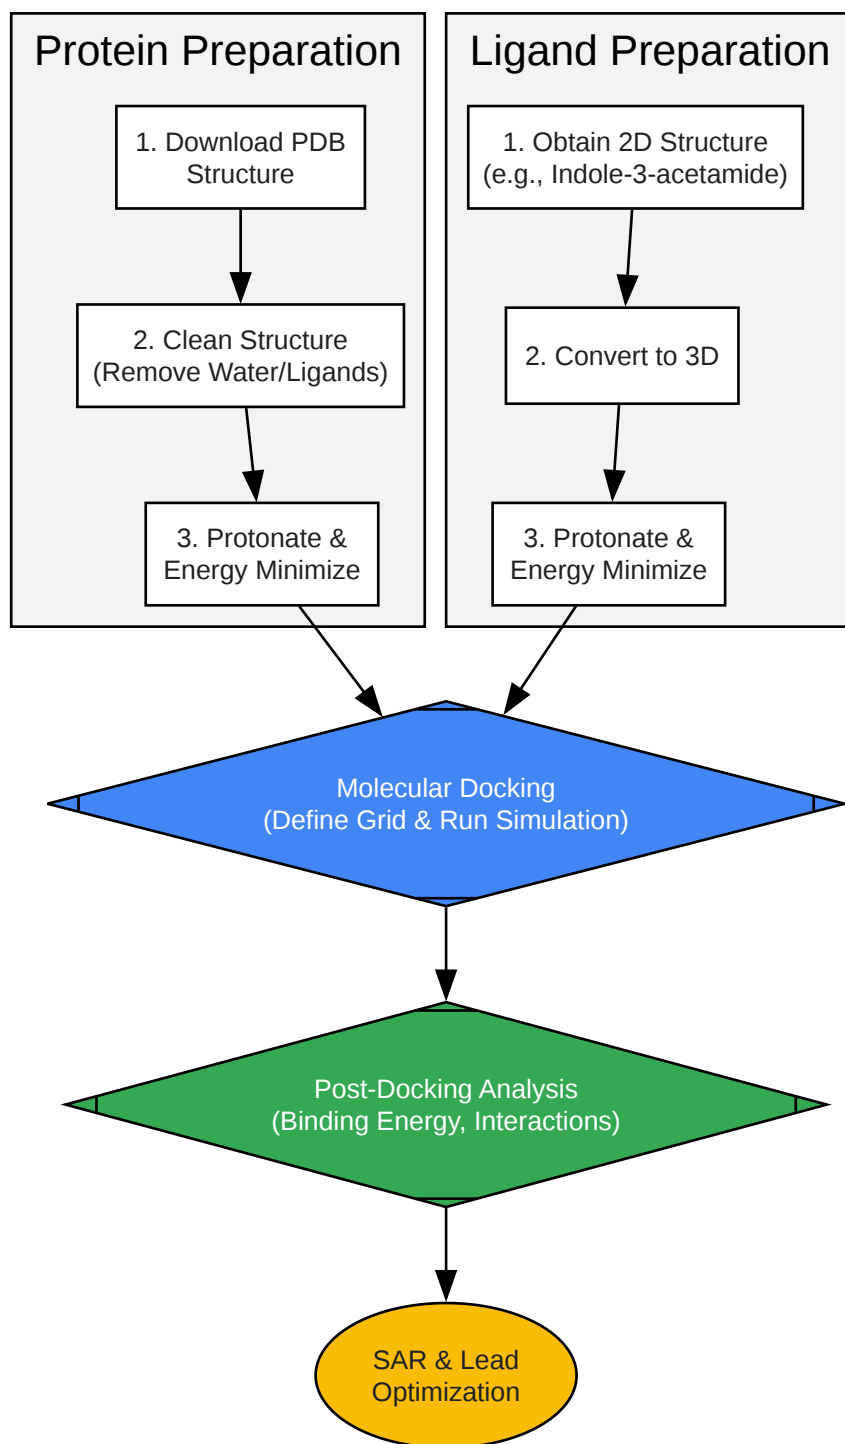 Protein Preparation
1. Download PDB
Structure
2. Clean Structure
(Remove Water/Ligands)
3. Protonate &
Energy Minimize
Ligand Preparation
1. Obtain 2D Structure
(e.g., Indole-3-acetamide)
2. Convert to 3D
3. Protonate &
Energy Minimize
Molecular Docking
(Define Grid & Run Simulation)
Post-Docking Analysis
(Binding Energy, Interactions)
SAR & Lead
Optimization